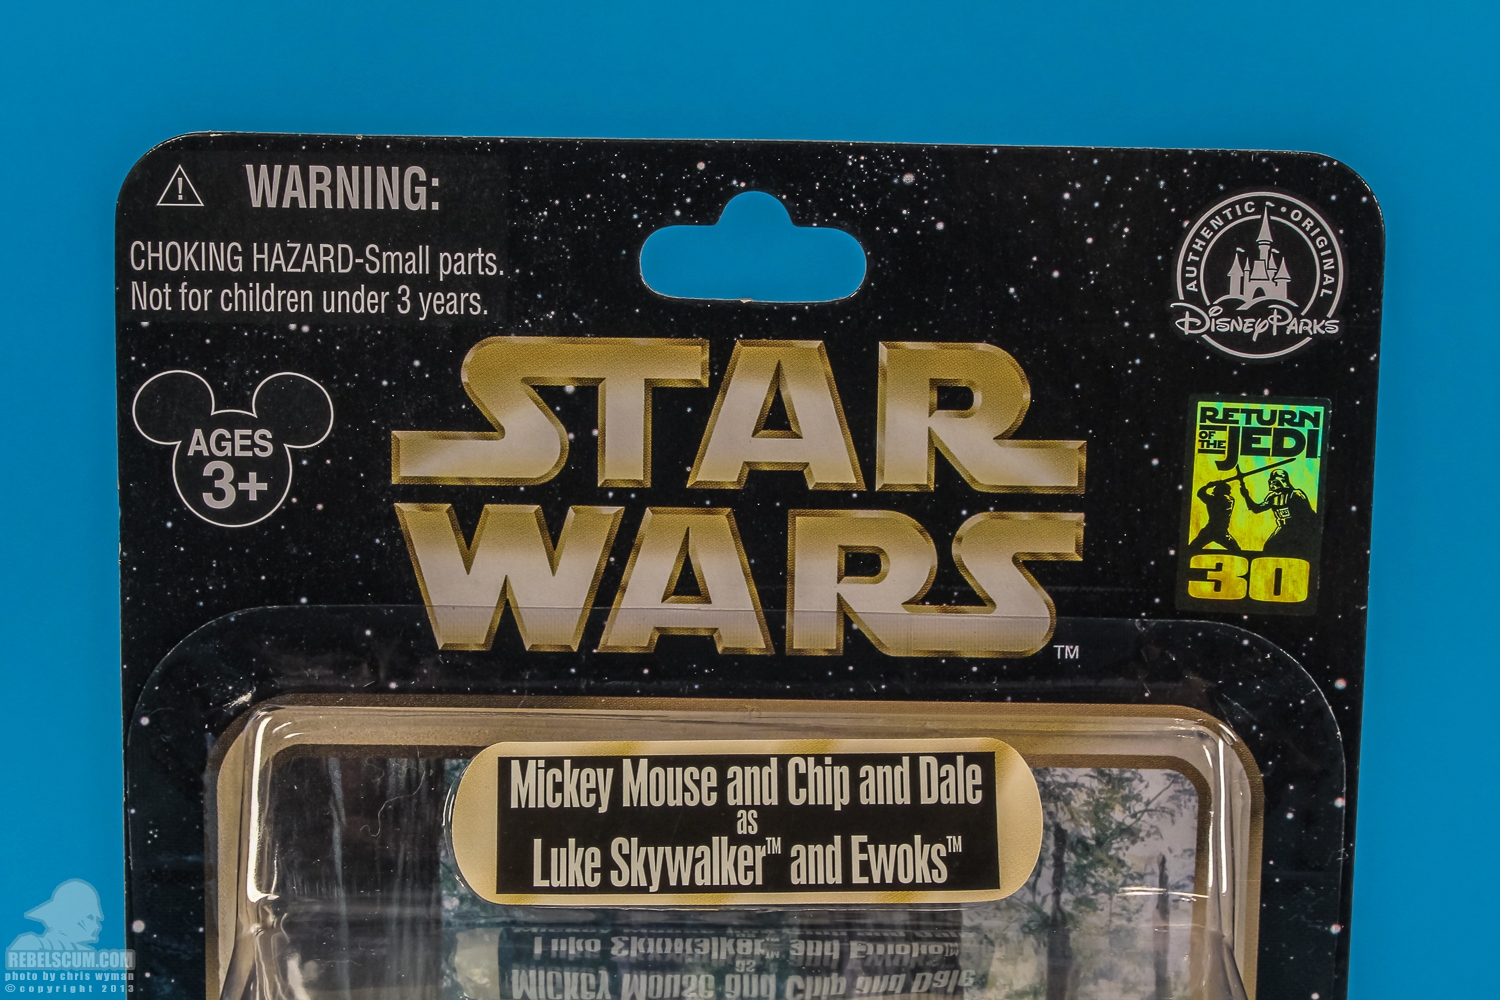 WARNING:
CHOKING HAZARD-Small parts.
Not for children under 3 years.
AUTHENTIC • ORIGINAL
Disney Parks
AGES
3+
STAR
WARS
TM
RETURN
OF THE JEDI
30
Mickey Mouse and Chip and Dale
as
Luke Skywalker™ and Ewoks™
REBELSCUM.COM
photo by chris wyman
©copyright 2013